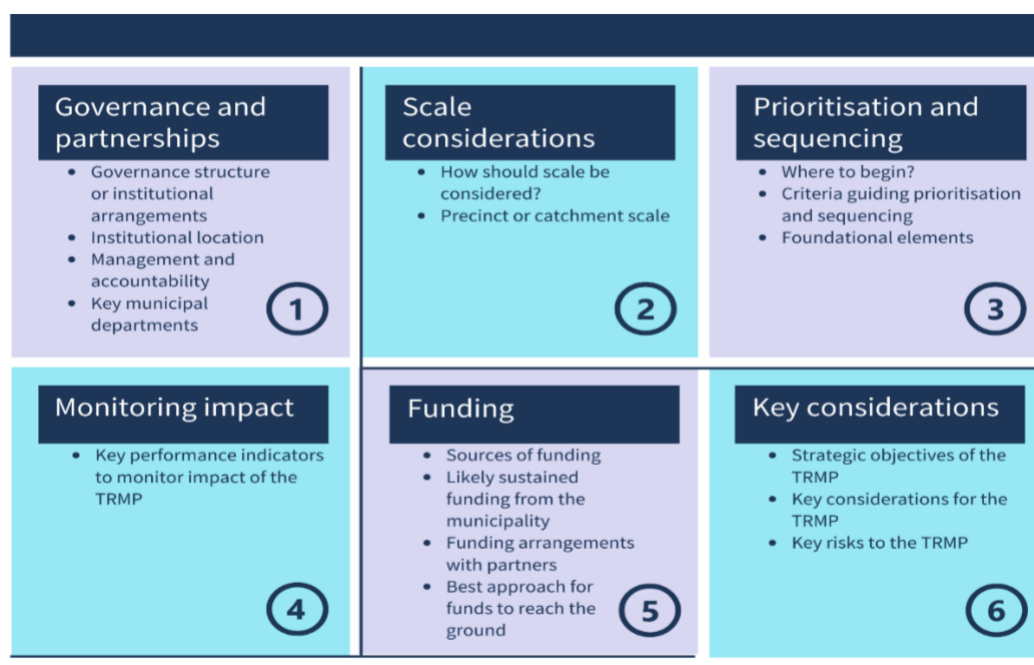 Governance and
partnerships
• Governance structure
or institutional
arrangements
• Institutional location
• Management and
accountability
• Key municipal
departments
1
Scale
considerations
• How should scale be
considered?
• Precinct or catchment scale
2
Prioritisation and
sequencing
• Where to begin?
• Criteria guiding prioritisation
and sequencing
• Foundational elements
3
Monitoring impact
• Key performance indicators
to monitor impact of the
TRMP
4
Funding
• Sources of funding
• Likely sustained
funding from the
municipality
• Funding arrangements
with partners
• Best approach for
funds to reach the
ground
5
Key considerations
• Strategic objectives of the
TRMP
• Key considerations for the
TRMP
• Key risks to the TRMP
6